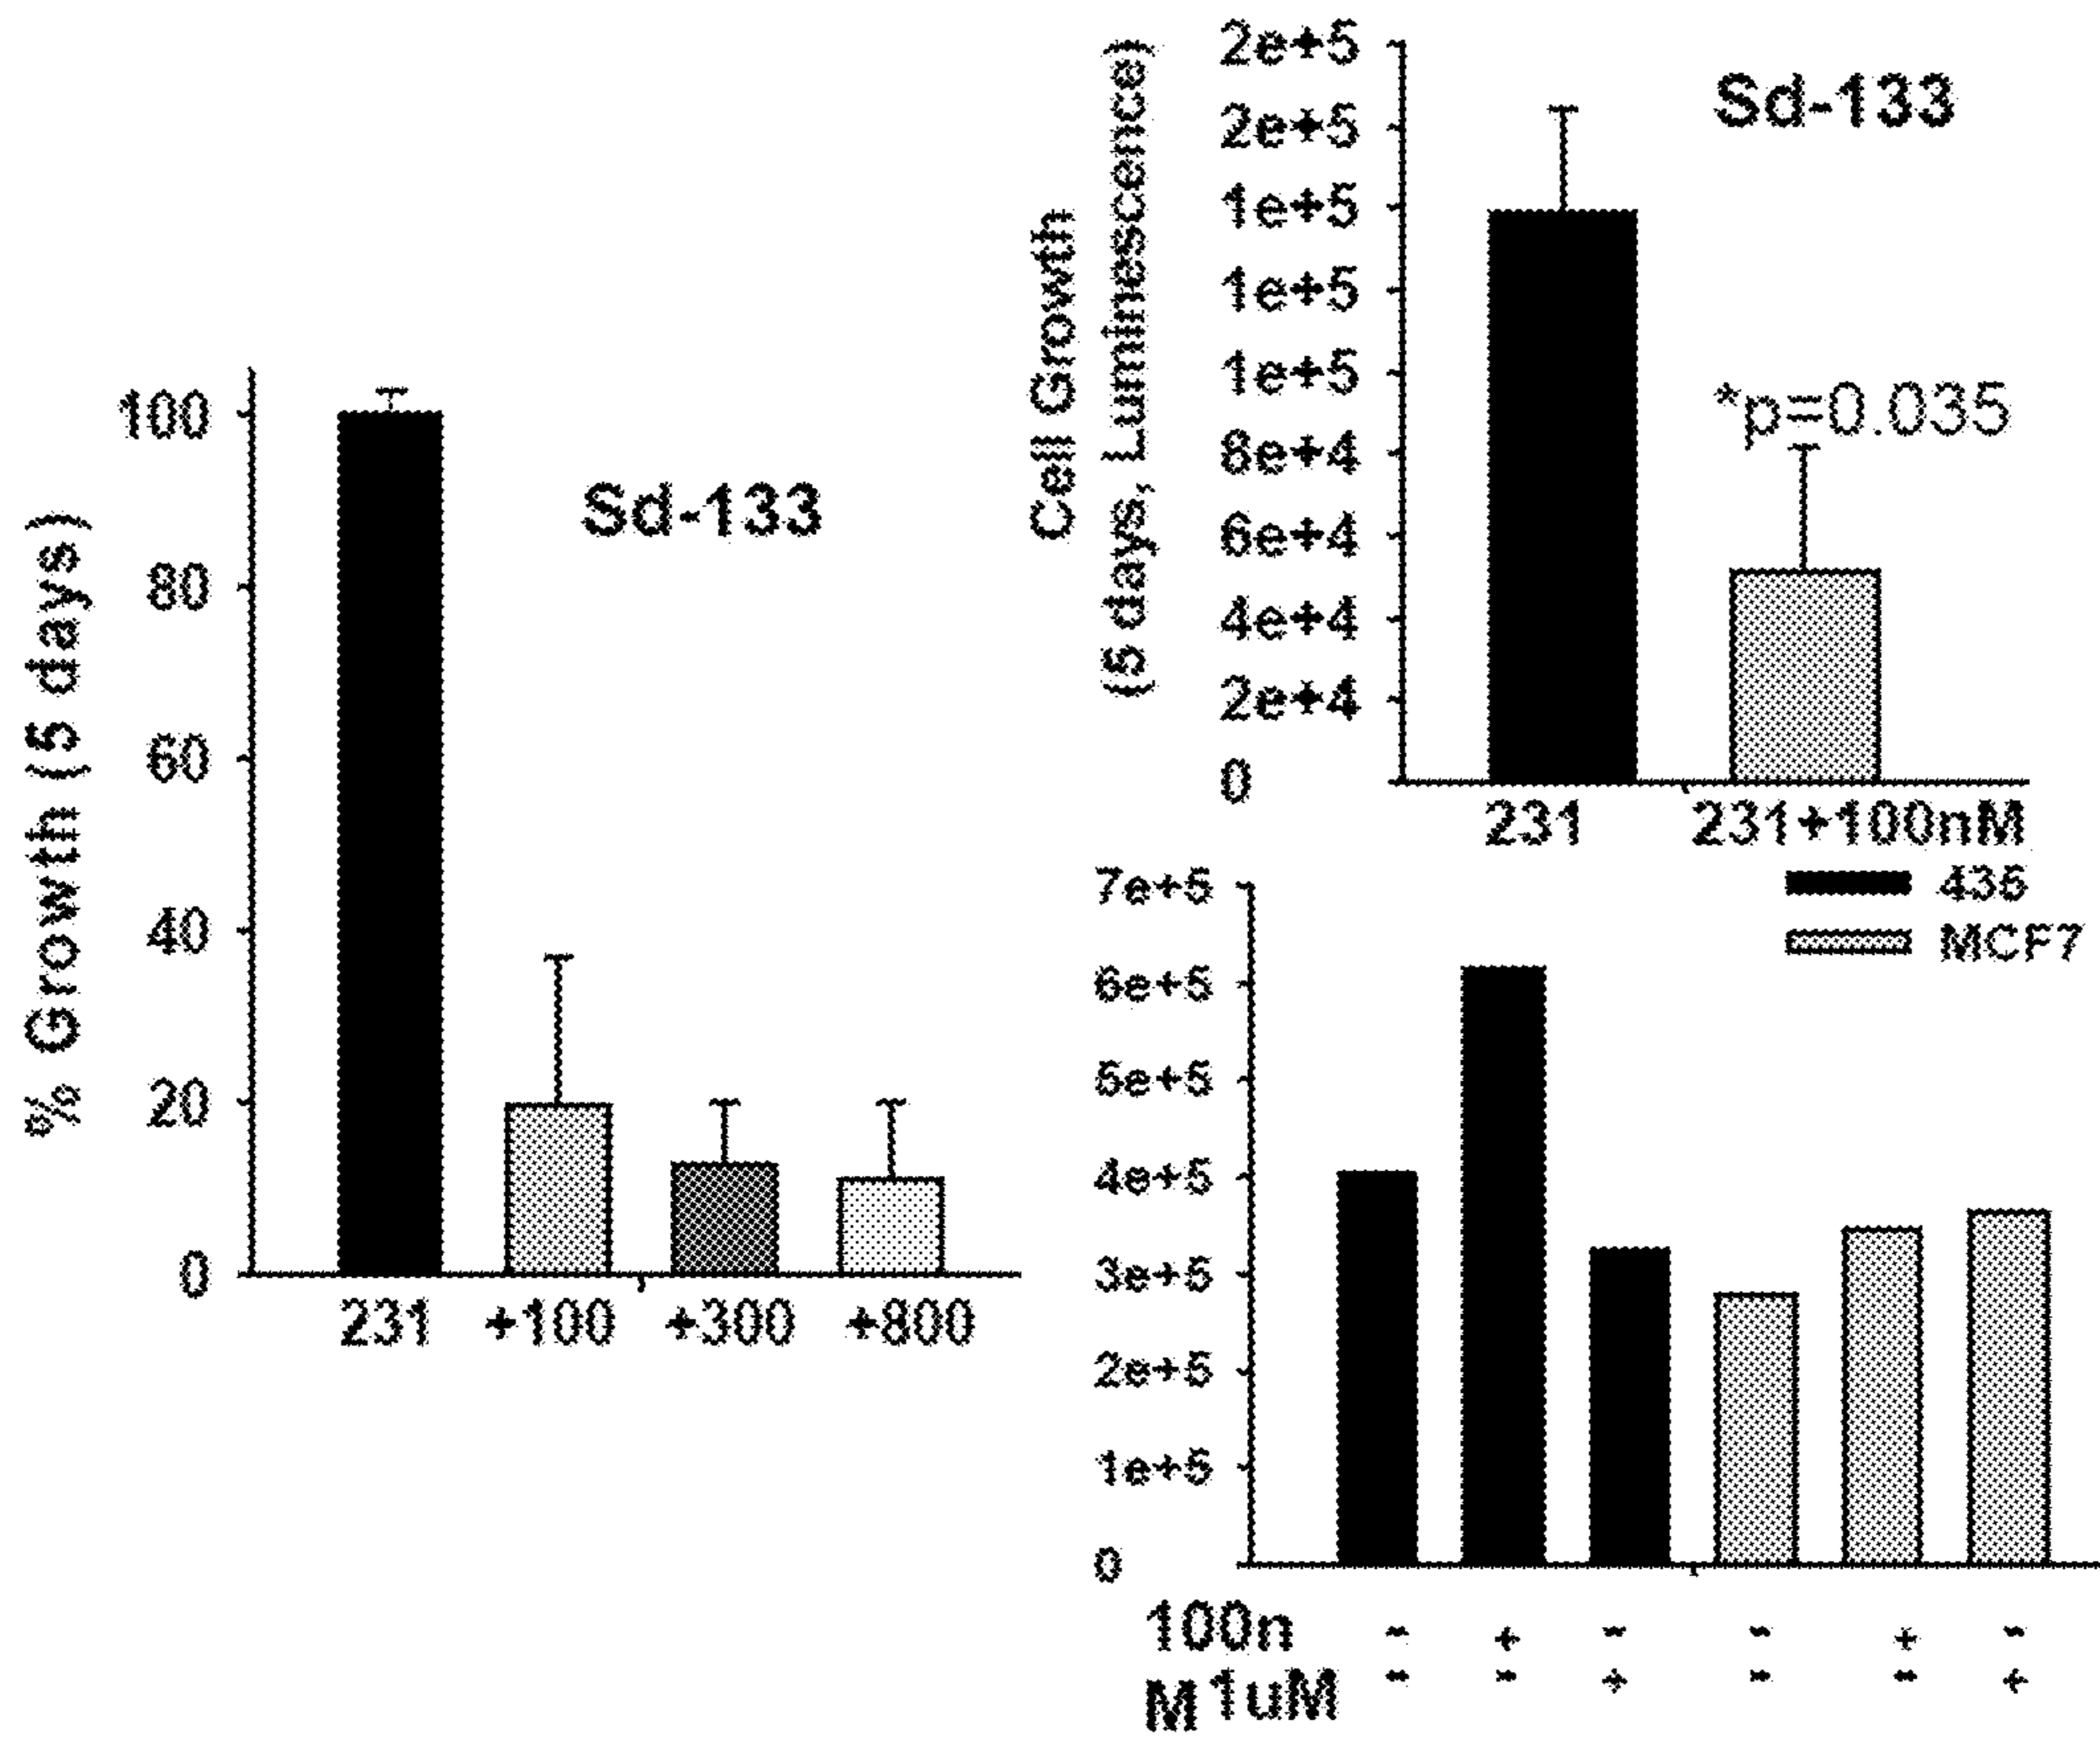 % Growth (5 days)
100
80
60
40
20
0
Sd-133
231 +100 +300 +800
Cell Growth
(5 days, Luminescence)
2e+5
2e+5
1e+5
1e+5
1e+5
8e+4
6e+4
4e+4
2e+4
0
Sd-133
*p=0.035
231 231+100nM
435
MCF7
7e+5
6e+5
5e+5
4e+5
3e+5
2e+5
1e+5
0
100n - + - - + -
M 1uM - - + - - +